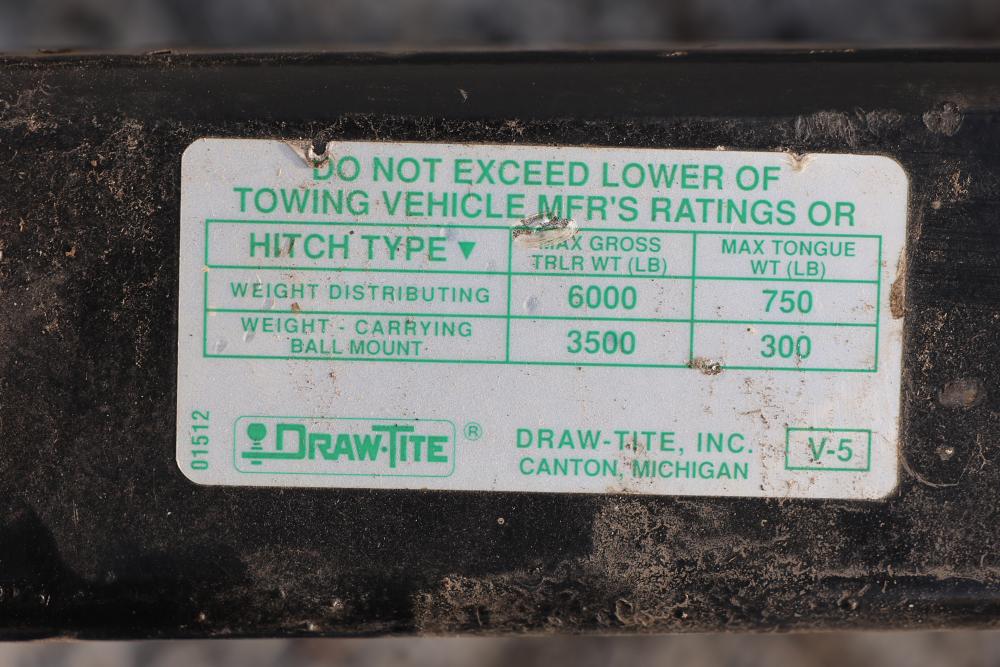 DO NOT EXCEED LOWER OF
TOWING VEHICLE MFR'S RATINGS OR
HITCH TYPE ▼
MAX GROSS
TRLR WT (LB)
MAX TONGUE
WT (LB)
WEIGHT DISTRIBUTING 6000 750
WEIGHT - CARRYING
BALL MOUNT 3500 300
01512
DRAW-TITE ®
DRAW-TITE, INC.
CANTON, MICHIGAN
V-5